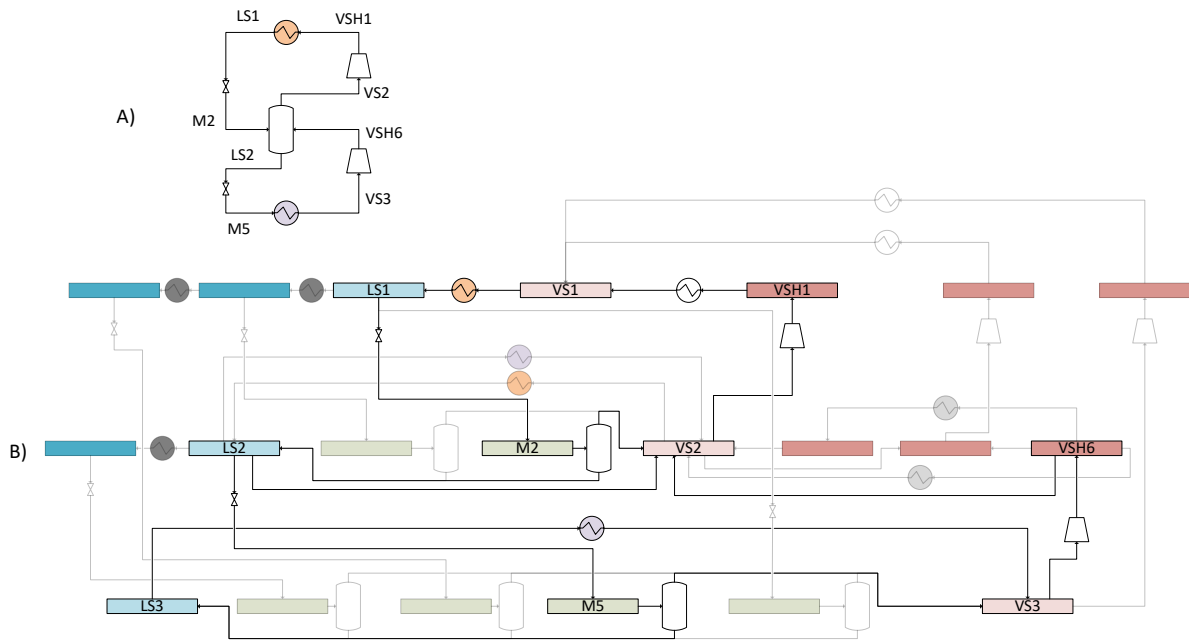 LS1 VSH1
VS2
A)
M2
VSH6
LS2
VS3
M5
LS1 VS1 VSH1
B)
LS2 M2 VS2 VSH6
LS3 M5 VS3